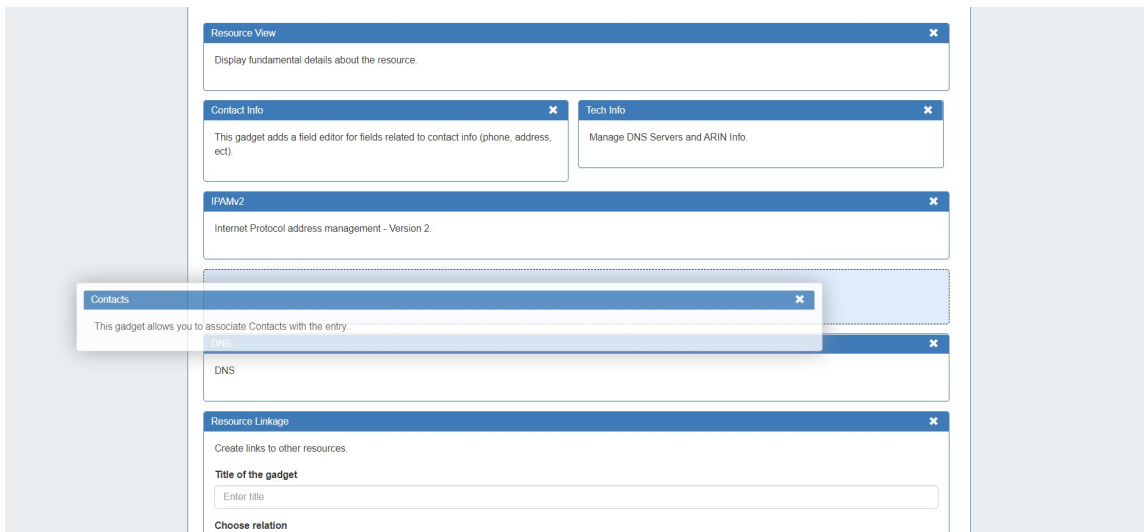 Resource View
Display fundamental details about the resource.
Contact Info
This gadget adds a field editor for fields related to contact info (phone, address,
ect).
Tech Info
Manage DNS Servers and ARIN Info.
IPAMv2
Internet Protocol address management - Version 2.
Contacts
This gadget allows you to associate Contacts with the entry.
DNS
DNS
Resource Linkage
Create links to other resources.
Title of the gadget
Enter title
Choose relation